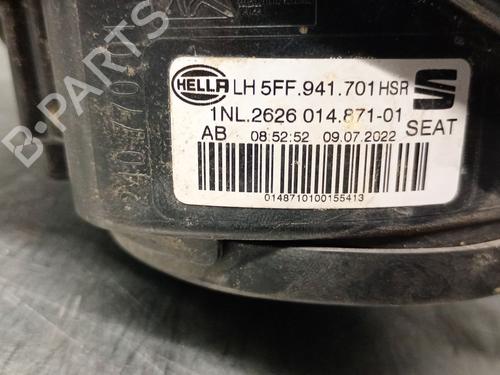 HELLA LH 5FF.941.701 HSR
1NL.2626 014.871-01
AB 08:52:52 09.07.2022 SEAT
0148710100155413
B-PARTS